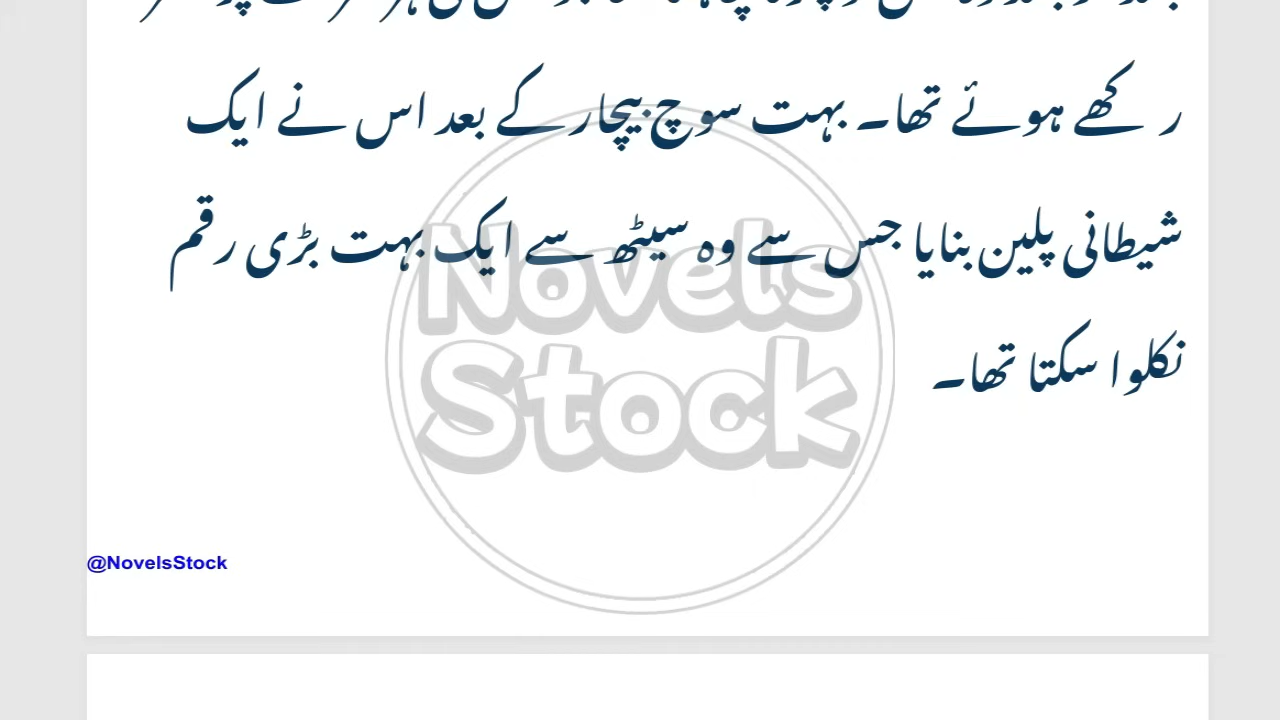 رکھے ہوئے تھا۔ بہت سوچ بیچار کے بعد اس نے ایک
شیطانی پلین بنایا جس سے وہ سیٹھ سے ایک بہت بڑی رقم
نکلوا سکتا تھا۔
Novels
Stock
@NovelsStock